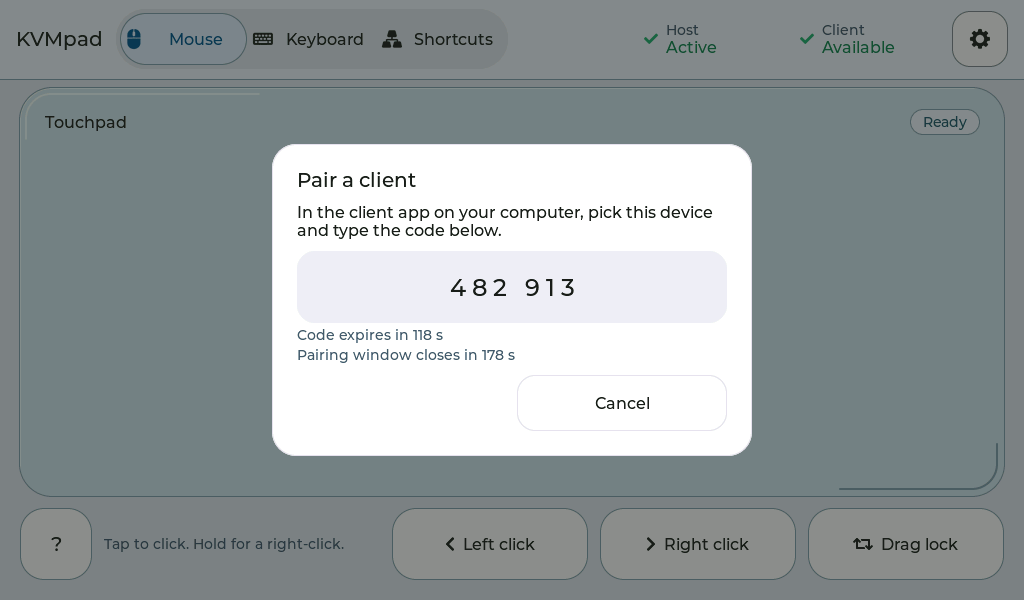 KVMpad
Mouse
Keyboard
Shortcuts
Host
Active
Client
Available
Touchpad
Ready
Pair a client
In the client app on your computer, pick this device
and type the code below.
482 913
Code expires in 118 s
Pairing window closes in 178 s
Cancel
?
Tap to click. Hold for a right-click.
Left click
Right click
Drag lock